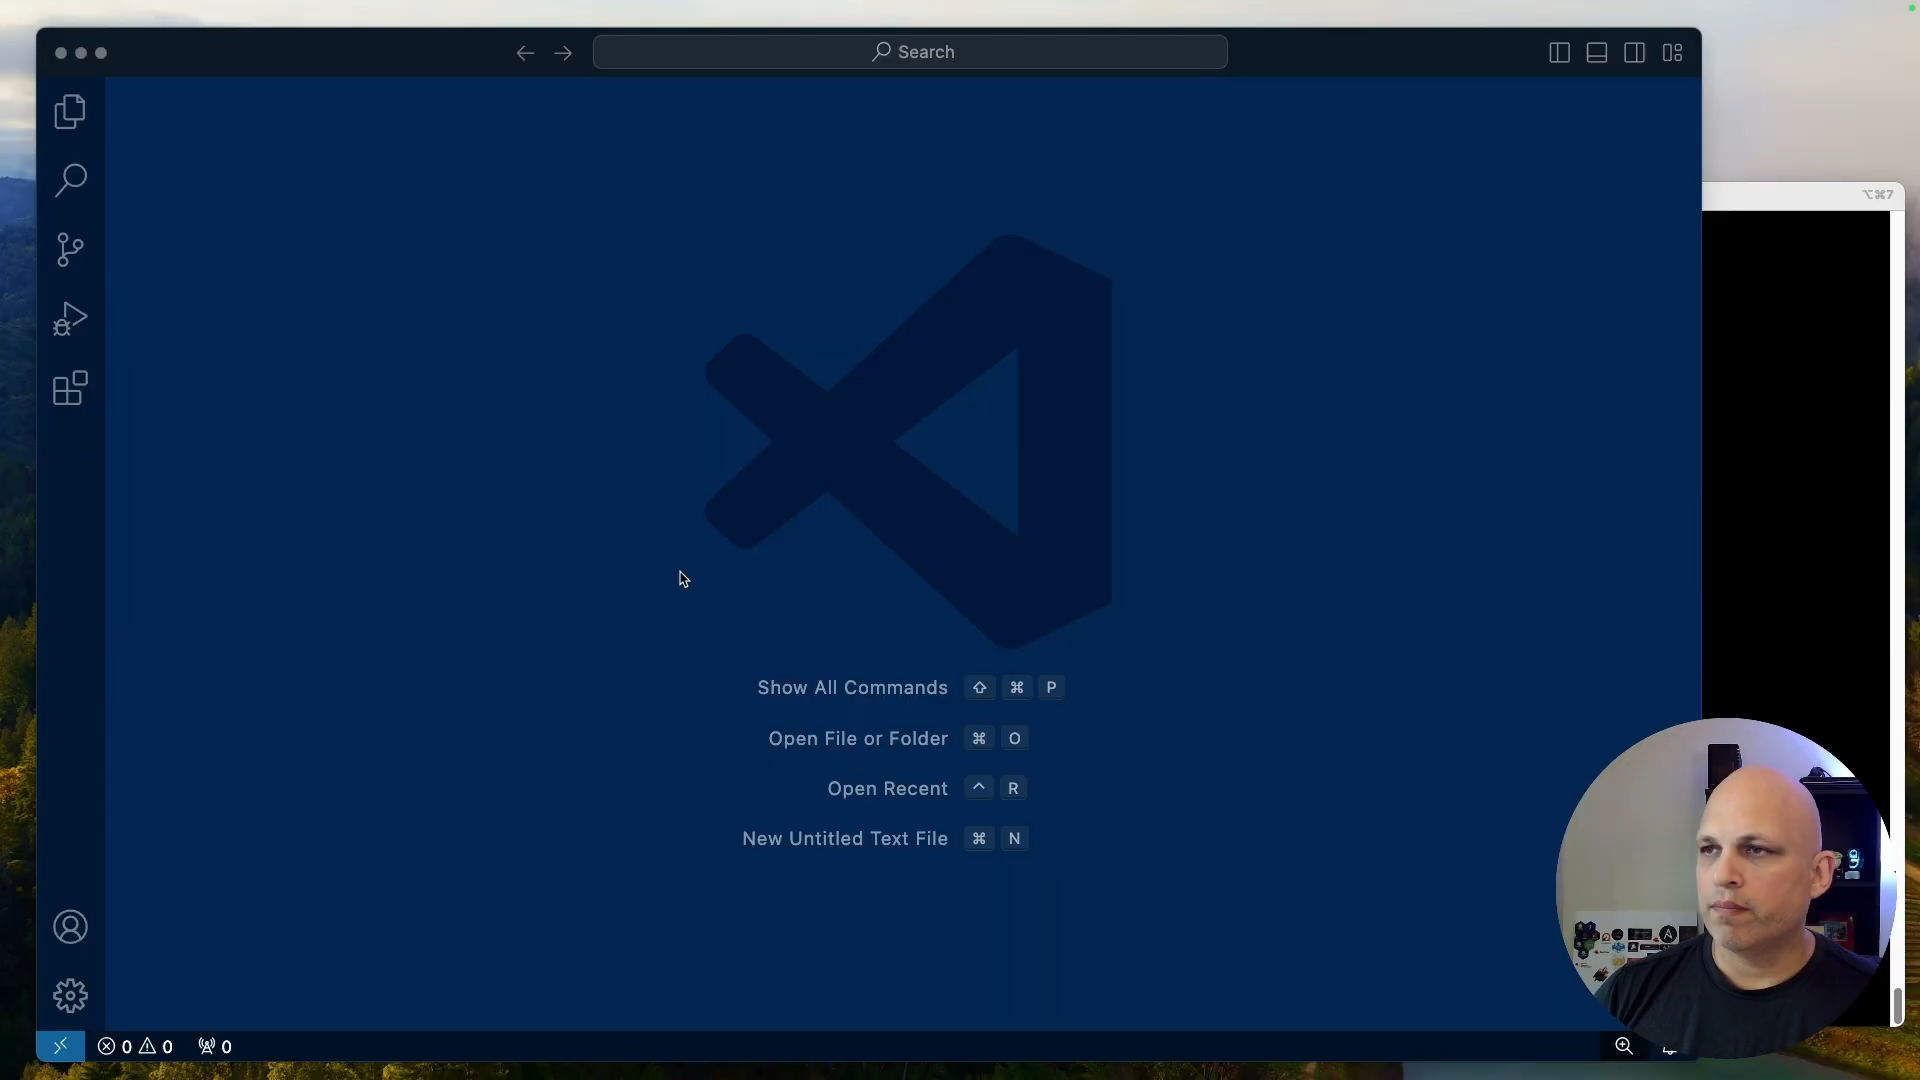 Search
⌥⌘7
Show All Commands ⇧ ⌘ P
Open File or Folder ⌘ O
Open Recent ^ R
New Untitled Text File ⌘ N
0 0 0